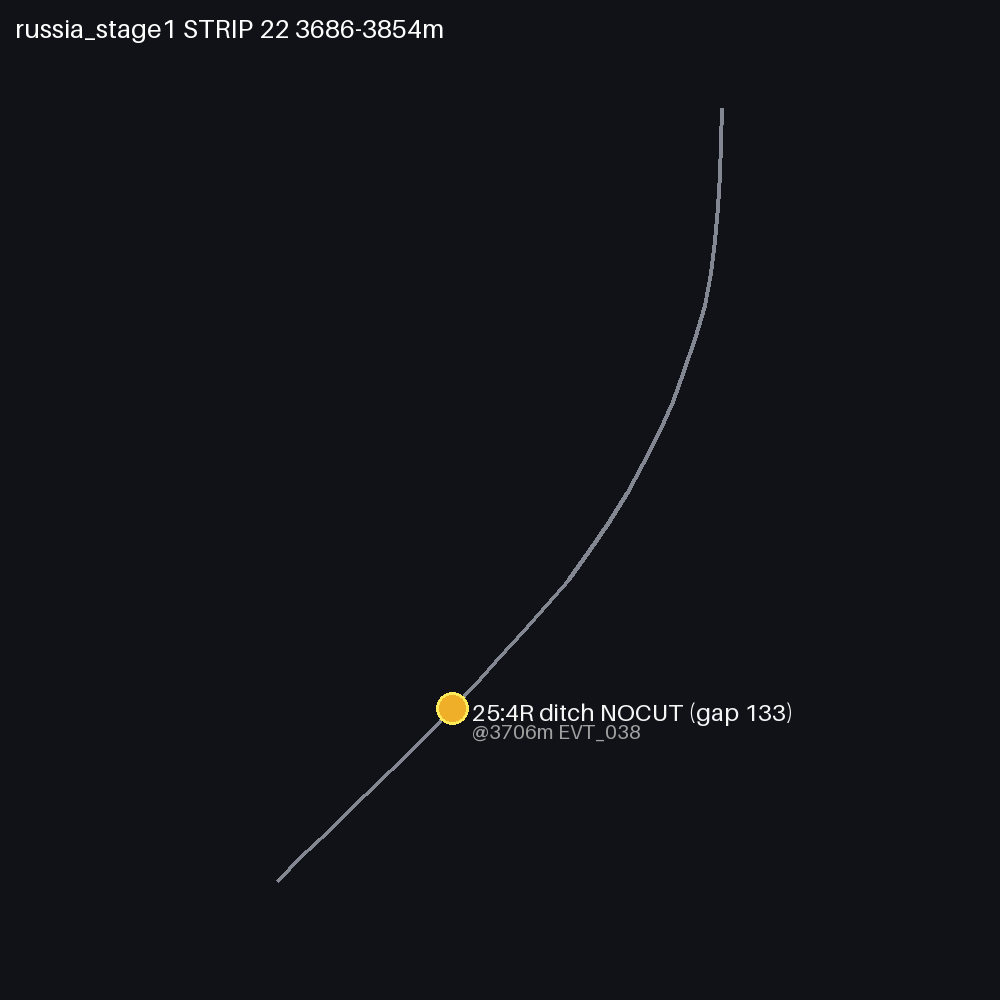 russia_stage1 STRIP 22 3686-3854m
25:4R ditch NOCUT (gap 133)
@3706m EVT_038